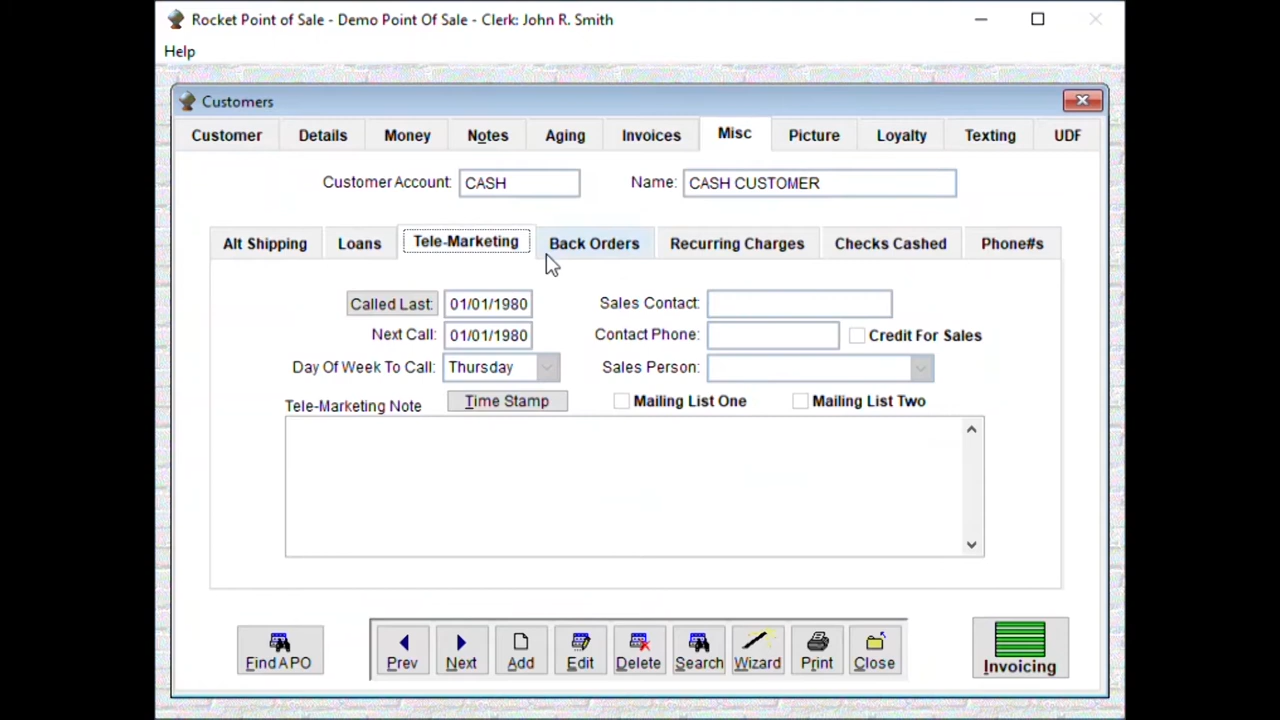 Rocket Point of Sale - Demo Point Of Sale - Clerk: John R. Smith
Help
Customers
Customer Details Money Notes Aging Invoices Misc Picture Loyalty Texting UDF
Customer Account: CASH Name: CASH CUSTOMER
Alt Shipping Loans Tele-Marketing Back Orders Recurring Charges Checks Cashed Phone#s
Called Last: 01/01/1980 Sales Contact:
Next Call: 01/01/1980 Contact Phone: Credit For Sales
Day Of Week To Call: Thursday Sales Person:
Tele-Marketing Note Time Stamp Mailing List One Mailing List Two
Find A PO Prev Next Add Edit Delete Search Wizard Print Close Invoicing